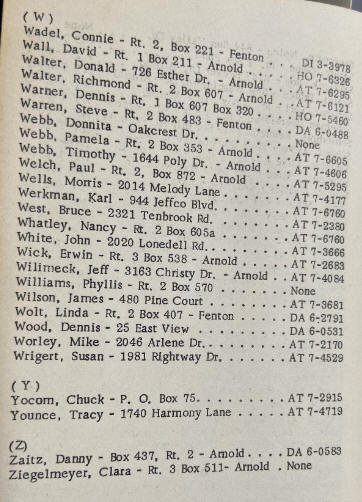 (W)
Wadel, Connie - Rt. 2, Box 221 - Fenton . . DI 3-3978
Wall, David - Rt. 1 Box 211 - Arnold . . . . HO 7-6326
Walter, Donald - 726 Esther Dr. - Arnold . . AT 7-6295
Walter, Richmond - Rt. 2 Box 607 . . . . AT 7-6121
Warner, Dennis - Rt. 1 Box 607 Box 320 . . HO 7-5460
Warren, Steve - Rt. 2 Box 483 - Fenton . . . . DA 6-0488
Webb, Donnita - Oakcrest Dr. . . . . . . . . None
Webb, Pamela - Rt. 2 Box 353 - Arnold . . . . AT 7-6605
Webb, Timothy - 1644 Poly Dr. - Arnold . . . AT 7-4606
Welch, Paul - Rt. 2, Box 872 - Arnold . . . . AT 7-5295
Wells, Morris - 2014 Melody Lane . . . . . . AT 7-4177
Werkman, Karl - 944 Jeffco Blvd. . . . . . . AT 7-6760
West, Bruce - 2321 Tenbrook Rd. . . . . . . AT 7-2380
Whatley, Nancy - Rt. 2 Box 605a . . . . . . AT 7-6760
White, John - 2020 Lonedell Rd. . . . . . . AT 7-3666
Wick, Erwin - Rt. 3 Box 538 - Arnold . . . . AT 7-2683
Wilimeck, Jeff - 3163 Christy Dr. - Arnold . . AT 7-4084
Williams, Phyllis - Rt. 2 Box 570 . . . . . . None
Wilson, James - 480 Pine Court . . . . . . . AT 7-3681
Wolt, Linda - Rt. 2 Box 407 - Fenton . . . . . DA 6-2791
Wood, Dennis - 25 East View . . . . . . . . DA 6-0531
Worley, Mike - 2046 Arlene Dr. . . . . . . . AT 7-2170
Wrigert, Susan - 1981 Rightway Dr. . . . . . AT 7-4529
(Y)
Yocom, Chuck - P. O. Box 75. . . . . . . . . AT 7-2915
Younce, Tracy - 1740 Harmony Lane . . . . . AT 7-4719
(Z)
Zaitz, Danny - Box 437, Rt. 2 - Arnold . . . . DA 6-0583
Ziegelmeyer, Clara - Rt. 3 Box 511- Arnold . None